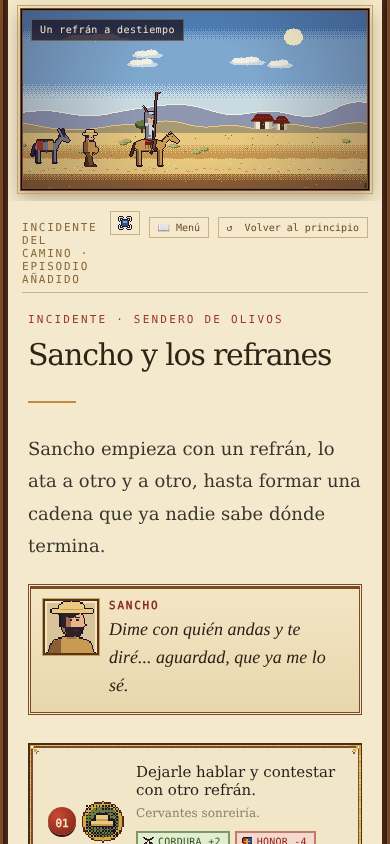 Un refrán a destiempo
INCIDENTE
DEL
CAMINO ·
EPISODIO
AÑADIDO
Menú
Volver al principio
INCIDENTE · SENDERO DE OLIVOS
Sancho y los refranes
Sancho empieza con un refrán, lo
ata a otro y a otro, hasta formar una
cadena que ya nadie sabe dónde
termina.
SANCHO
Dime con quién andas y te
diré... aguardad, que ya me lo
sé.
Dejarle hablar y contestar
con otro refrán.
01
Cervantes sonreiría.
CORDURA +2
HONOR -4